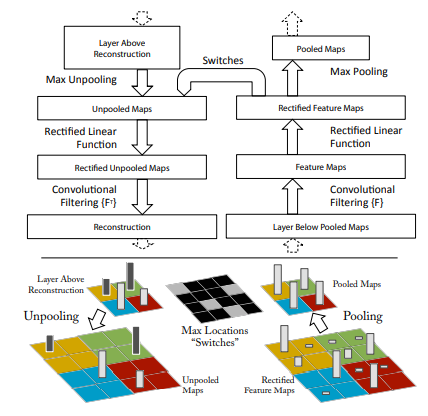 Layer Above
Reconstruction
Pooled Maps
Switches
Max Unpooling
Max Pooling
Unpooled Maps
Rectified Feature Maps
Rectified Linear
Function
Rectified Linear
Function
Rectified Unpooled Maps
Feature Maps
Convolutional
Filtering {Fᵀ}
Convolutional
Filtering {F}
Reconstruction
Layer Below Pooled Maps
Layer Above
Reconstruction
Pooled Maps
Unpooling
Max Locations
“Switches”
Pooling
Unpooled
Maps
Rectified
Feature Maps